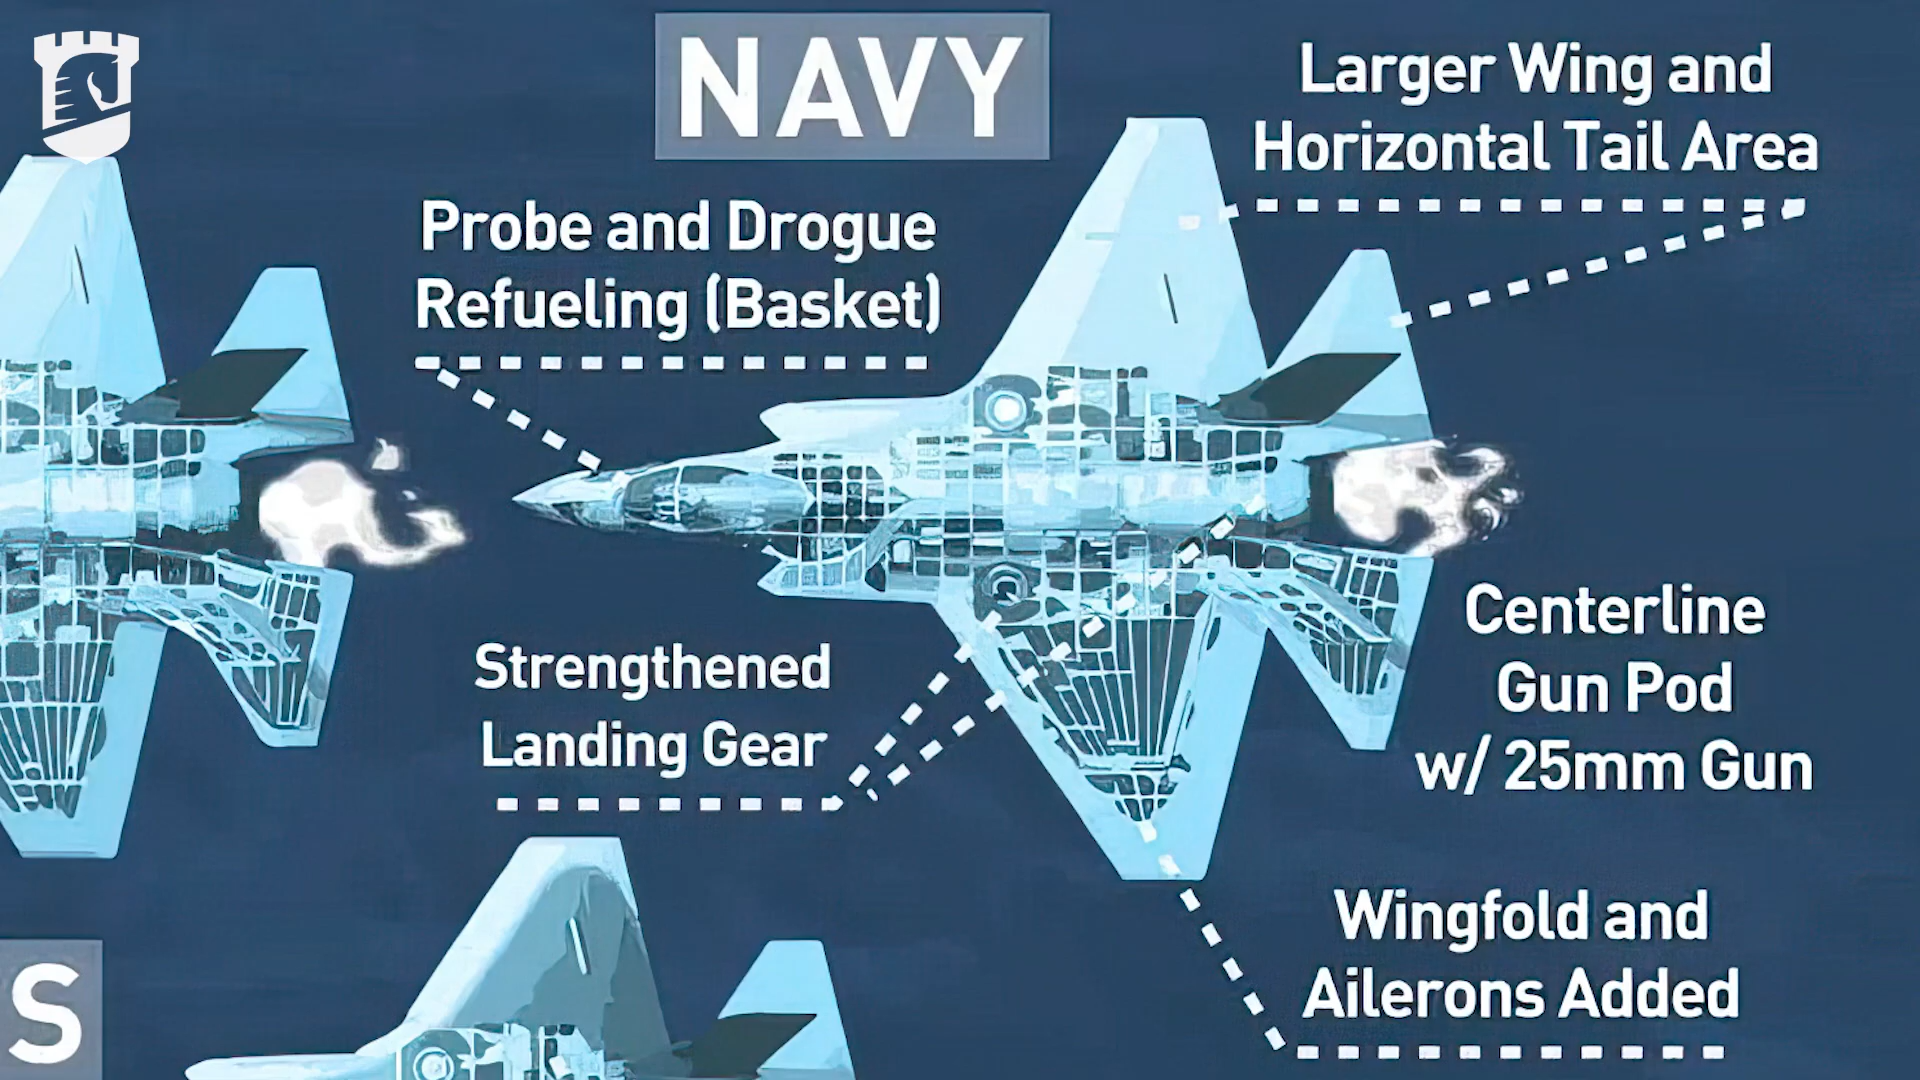 NAVY
Larger Wing and
Horizontal Tail Area
Probe and Drogue
Refueling (Basket)
Strengthened
Landing Gear
Centerline
Gun Pod
w/ 25mm Gun
Wingfold and
Ailerons Added
S